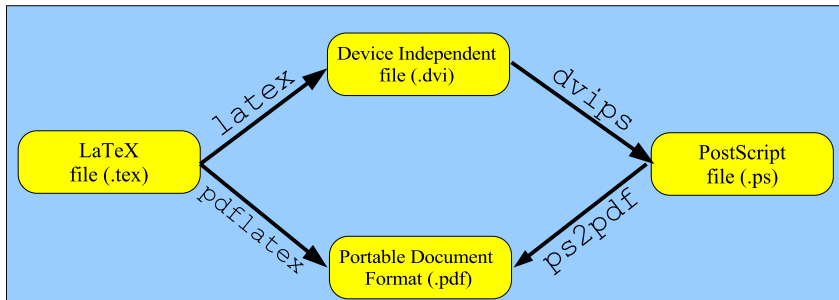 Device Independent
file (.dvi)
latex
dvips
LaTeX
file (.tex)
PostScript
file (.ps)
pdflatex
ps2pdf
Portable Document
Format (.pdf)